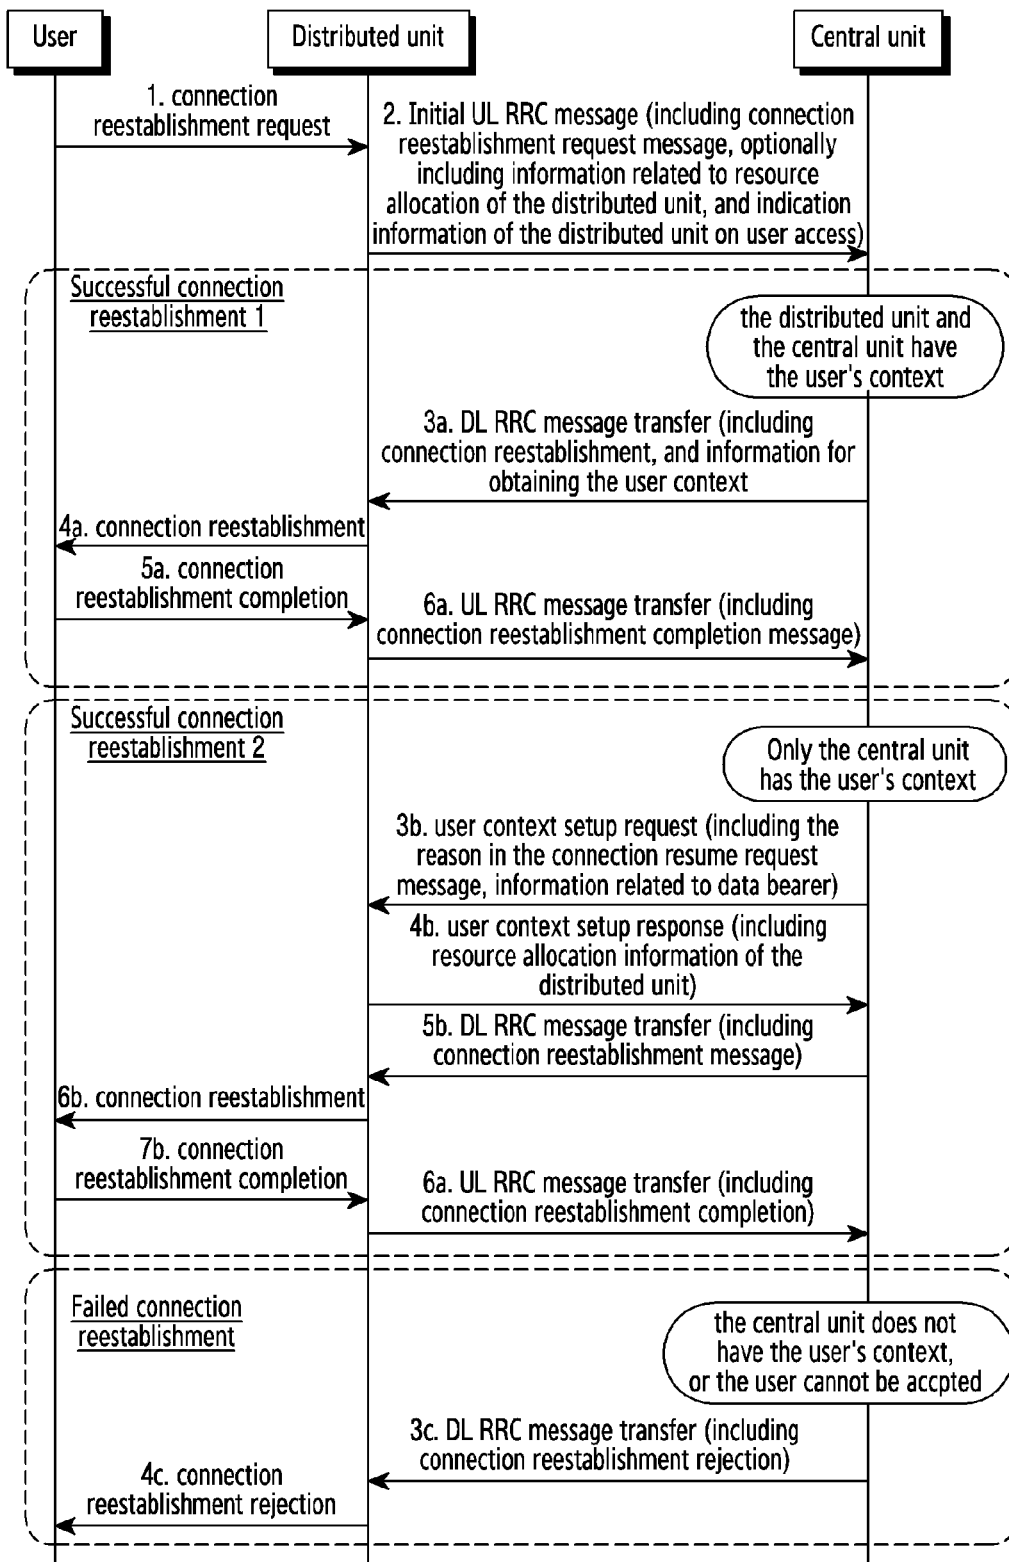 User
Distributed unit
Central unit
1. connection
reestablishment request
2. Initial UL RRC message (including connection
reestablishment request message, optionally
including information related to resource
allocation of the distributed unit, and indication
information of the distributed unit on user access)
Successful connection
reestablishment 1
the distributed unit and
the central unit have
the user's context
3a. DL RRC message transfer (including
connection reestablishment, and information for
obtaining the user context
4a. connection reestablishment
5a. connection
reestablishment completion
6a. UL RRC message transfer (including
connection reestablishment completion message)
Successful connection
reestablishment 2
Only the central unit
has the user's context
3b. user context setup request (including the
reason in the connection resume request
message, information related to data bearer)
4b. user context setup response (including
resource allocation information of the
distributed unit)
5b. DL RRC message transfer (including
connection reestablishment message)
6b. connection reestablishment
7b. connection
reestablishment completion
6a. UL RRC message transfer (including
connection reestablishment completion)
Failed connection
reestablishment
the central unit does not
have the user's context,
or the user cannot be accpted
3c. DL RRC message transfer (including
connection reestablishment rejection)
4c. connection
reestablishment rejection